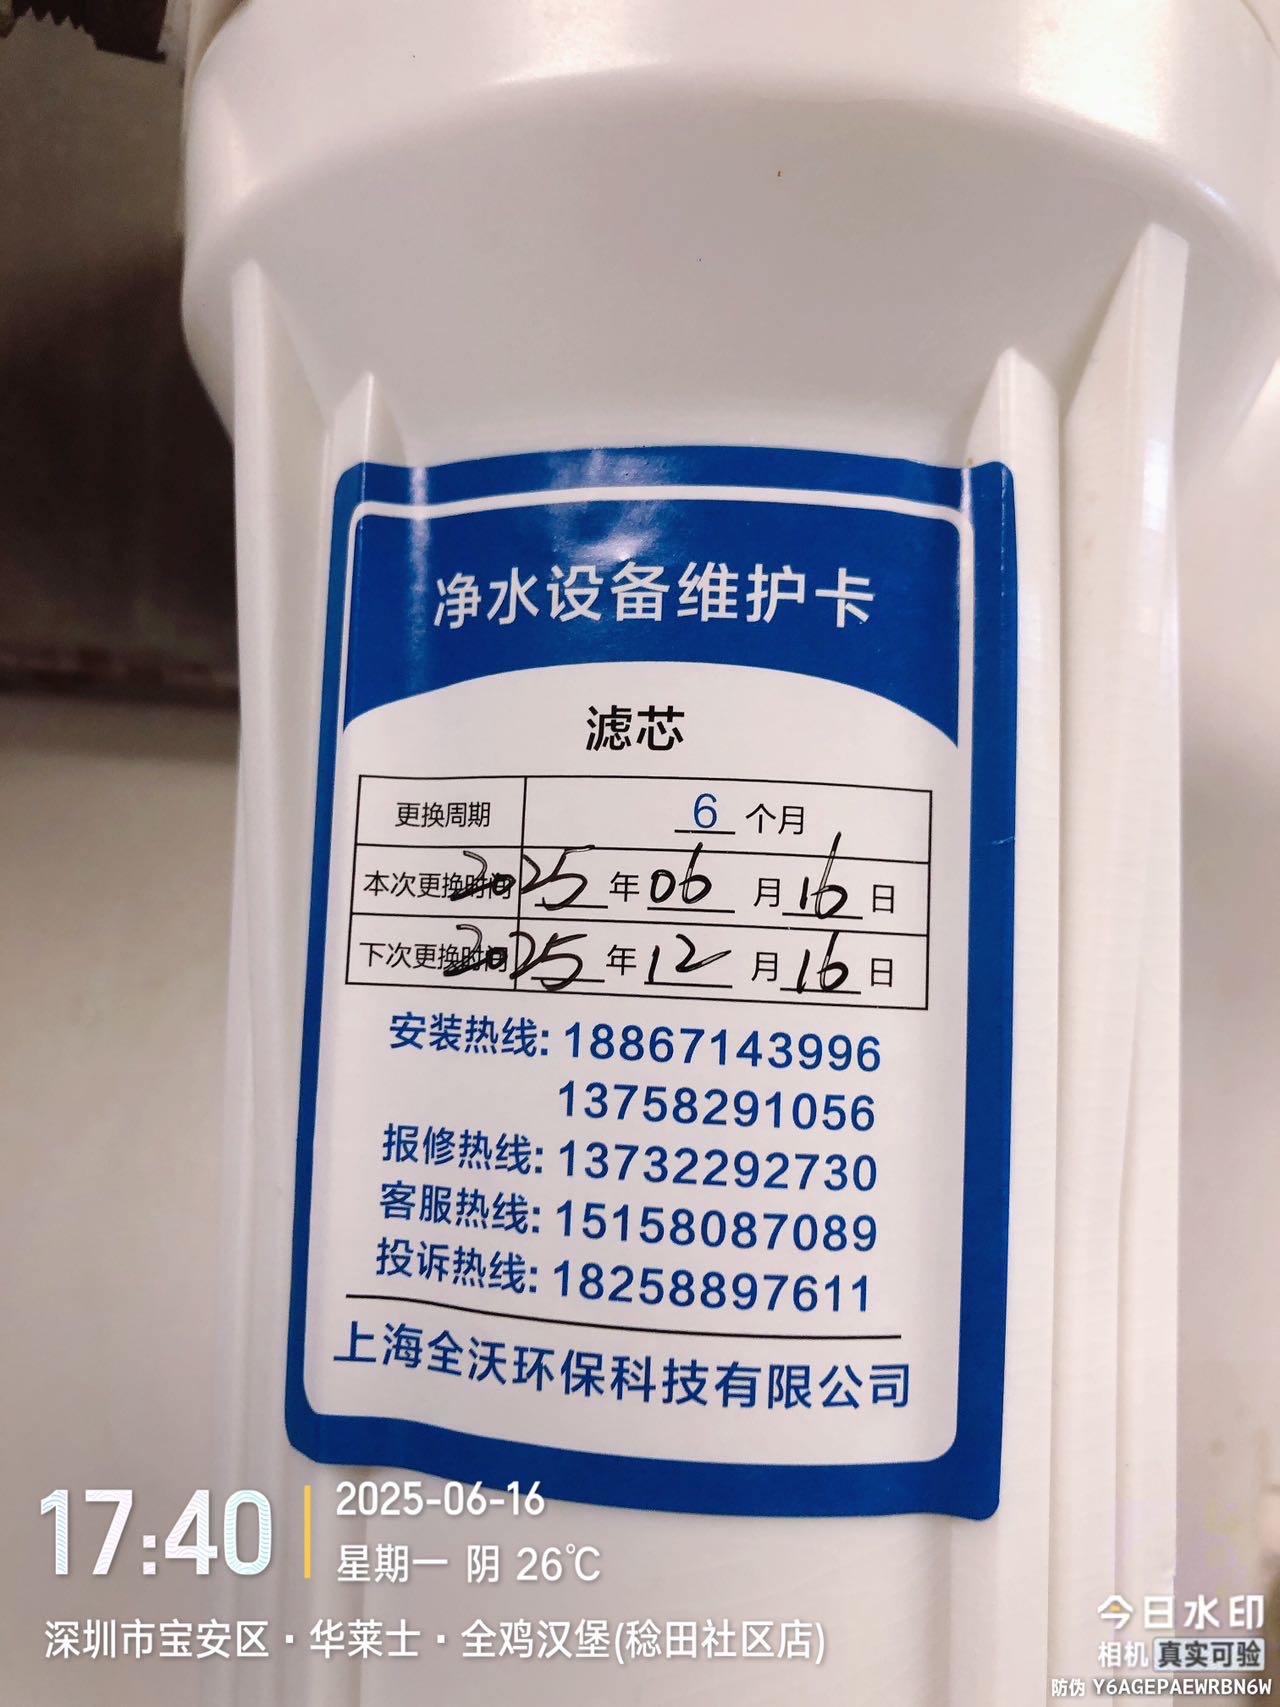 净水设备维护卡
滤芯
更换周期 6 个月
本次更换时间 2025 年 06 月 16 日
下次更换时间 2025 年 12 月 16 日
安装热线: 18867143996
13758291056
报修热线: 13732292730
客服热线: 15158087089
投诉热线: 18258897611
上海全沃环保科技有限公司
17:40
2025-06-16
星期一 阴 26℃
深圳市宝安区·华莱士·全鸡汉堡(稔田社区店)
今日水印
相机 真实可验
防伪 Y6AGEPAEWRBN6W